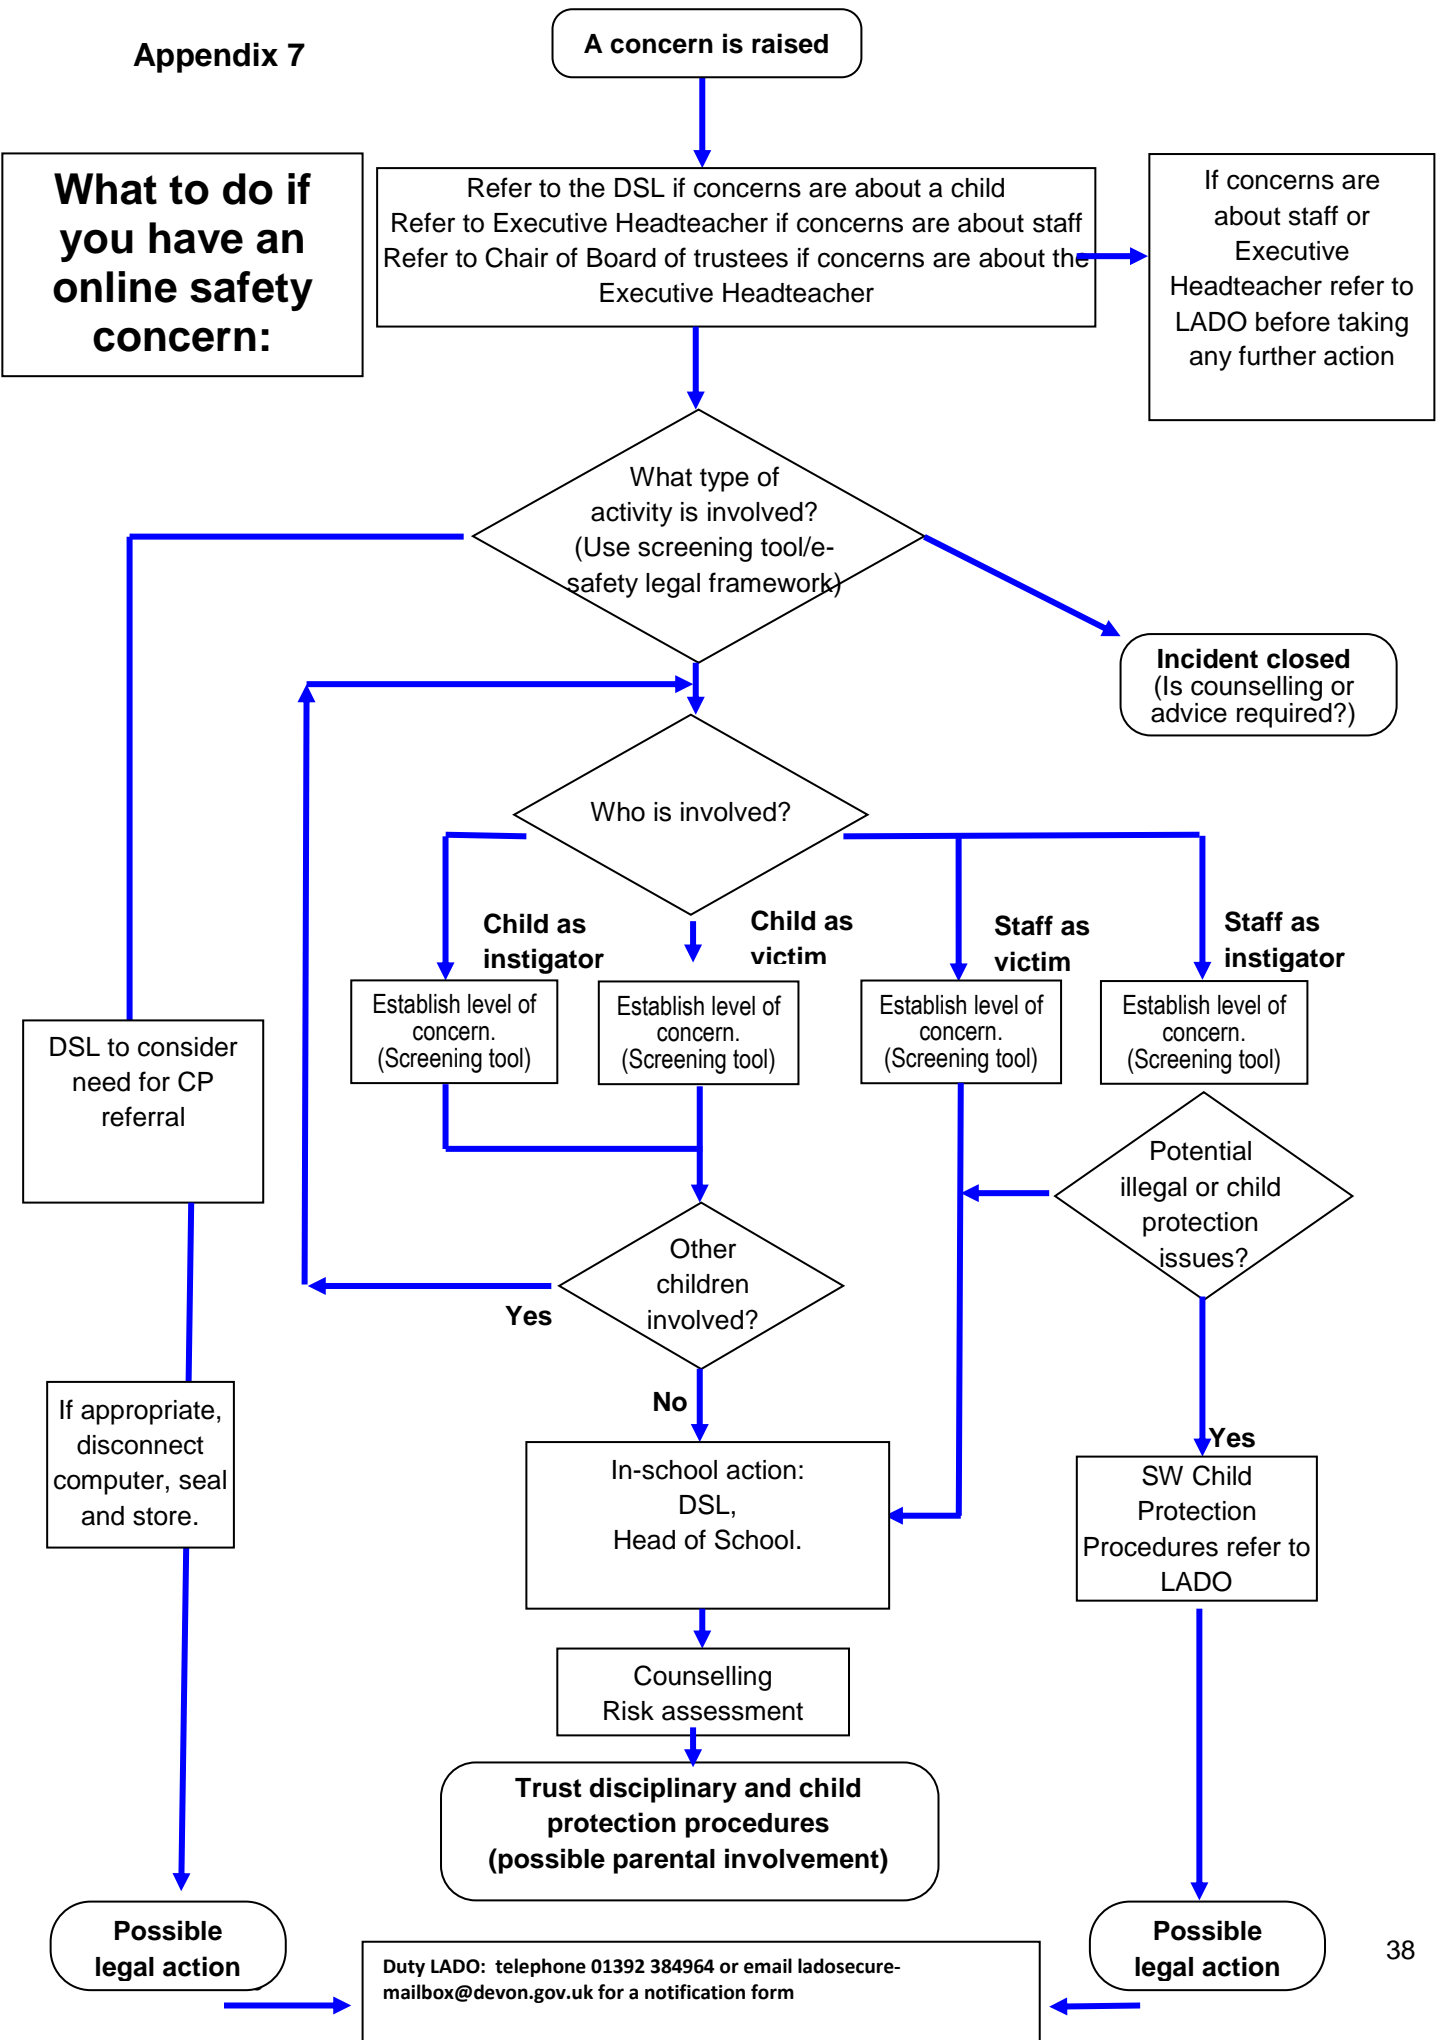 Appendix 7
A concern is raised
What to do if
you have an
online safety
concern:
Refer to the DSL if concerns are about a child
Refer to Executive Headteacher if concerns are about staff
Refer to Chair of Board of trustees if concerns are about the
Executive Headteacher
If concerns are
about staff or
Executive
Headteacher refer to
LADO before taking
any further action
What type of
activity is involved?
(Use screening tool/e-
safety legal framework)
Incident closed
(Is counselling or
advice required?)
Who is involved?
Child as
instigator
Child as
victim
Staff as
victim
Staff as
instigator
Establish level of
concern.
(Screening tool)
Establish level of
concern.
(Screening tool)
Establish level of
concern.
(Screening tool)
Establish level of
concern.
(Screening tool)
DSL to consider
need for CP
referral
Potential
illegal or child
protection
issues?
Other
children
involved?
Yes
No
If appropriate,
disconnect
computer, seal
and store.
In-school action:
DSL,
Head of School.
Yes
SW Child
Protection
Procedures refer to
LADO
Counselling
Risk assessment
Trust disciplinary and child
protection procedures
(possible parental involvement)
Possible
legal action
Duty LADO: telephone 01392 384964 or email ladosecure-
mailbox@devon.gov.uk for a notification form
Possible
legal action
38